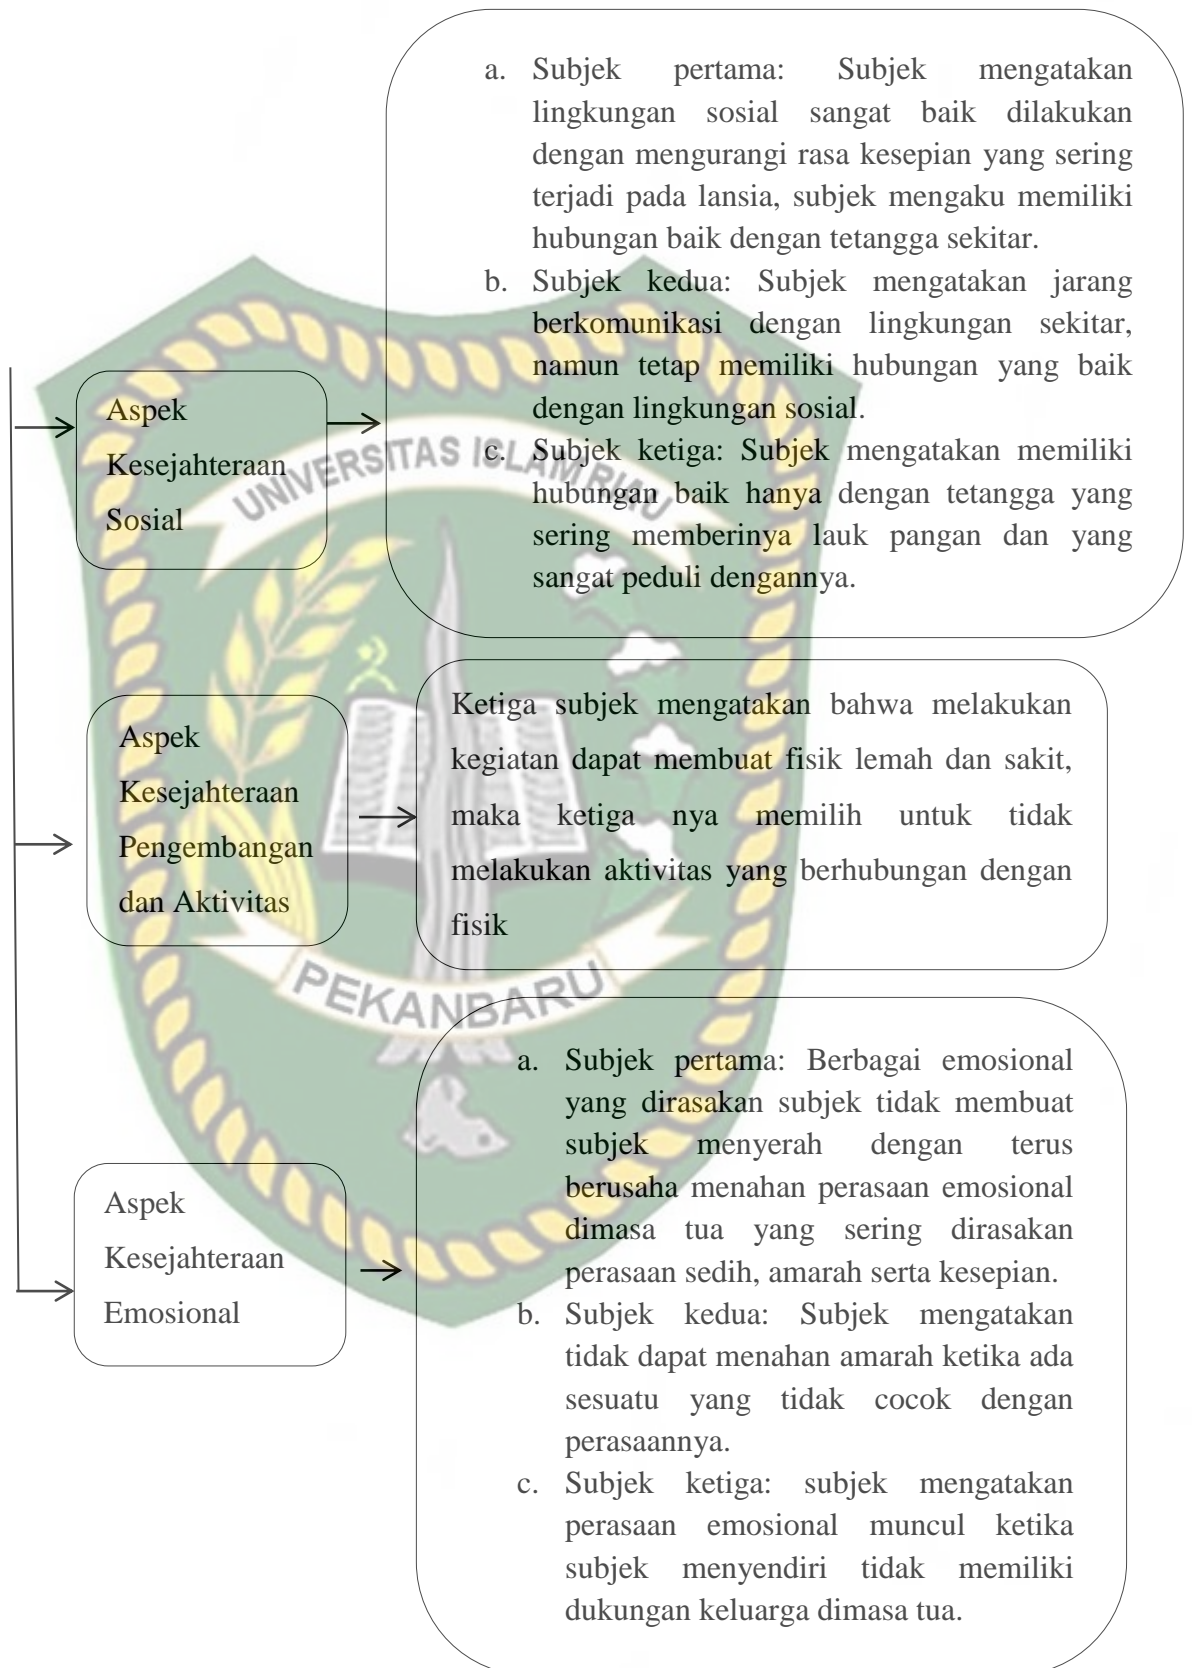 a. Subjek pertama: Subjek mengatakan
lingkungan sosial sangat baik dilakukan
dengan mengurangi rasa kesepian yang sering
terjadi pada lansia, subjek mengaku memiliki
hubungan baik dengan tetangga sekitar.
b. Subjek kedua: Subjek mengatakan jarang
berkomunikasi dengan lingkungan sekitar,
namun tetap memiliki hubungan yang baik
dengan lingkungan sosial.
c. Subjek ketiga: Subjek mengatakan memiliki
hubungan baik hanya dengan tetangga yang
sering memberinya lauk pangan dan yang
sangat peduli dengannya.
Aspek
Kesejahteraan
Sosial
UNIVERSITAS ISLAM RIAU
Aspek
Kesejahteraan
Pengembangan
dan Aktivitas
Ketiga subjek mengatakan bahwa melakukan
kegiatan dapat membuat fisik lemah dan sakit,
maka ketiga nya memilih untuk tidak
melakukan aktivitas yang berhubungan dengan
fisik
PEKANBARU
Aspek
Kesejahteraan
Emosional
a. Subjek pertama: Berbagai emosional
yang dirasakan subjek tidak membuat
subjek menyerah dengan terus
berusaha menahan perasaan emosional
dimasa tua yang sering dirasakan
perasaan sedih, amarah serta kesepian.
b. Subjek kedua: Subjek mengatakan
tidak dapat menahan amarah ketika ada
sesuatu yang tidak cocok dengan
perasaannya.
c. Subjek ketiga: subjek mengatakan
perasaan emosional muncul ketika
subjek menyendiri tidak memiliki
dukungan keluarga dimasa tua.